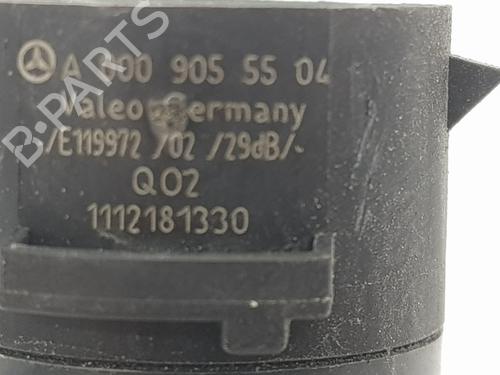 A 000 905 55 04
Valeo Germany
/E119972 /02 /29dB/-
Q02
1112181330
B-PARTS